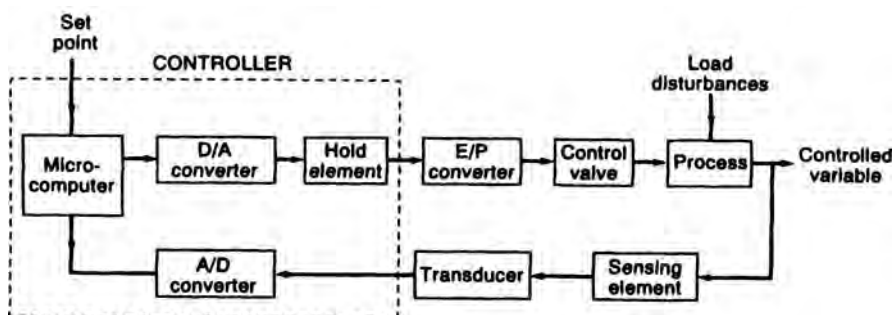 Set
point
CONTROLLER
Load
disturbances
Micro-
computer
D/A
converter
Hold
element
E/P
converter
Control
valve
Process
Controlled
variable
A/D
converter
Transducer
Sensing
element